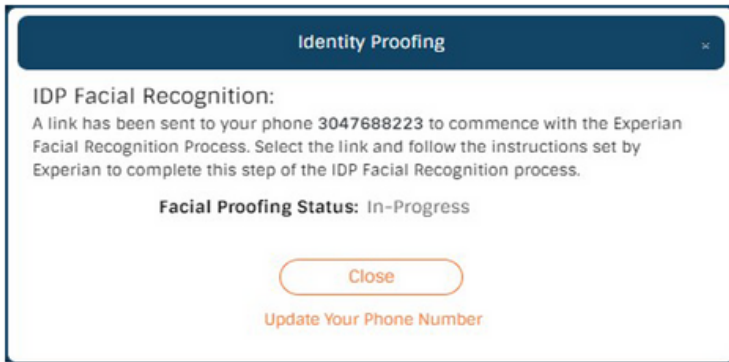 Identity Proofing
×
IDP Facial Recognition:
A link has been sent to your phone 3047688223 to commence with the Experian
Facial Recognition Process. Select the link and follow the instructions set by
Experian to complete this step of the IDP Facial Recognition process.
Facial Proofing Status: In-Progress
Close
Update Your Phone Number